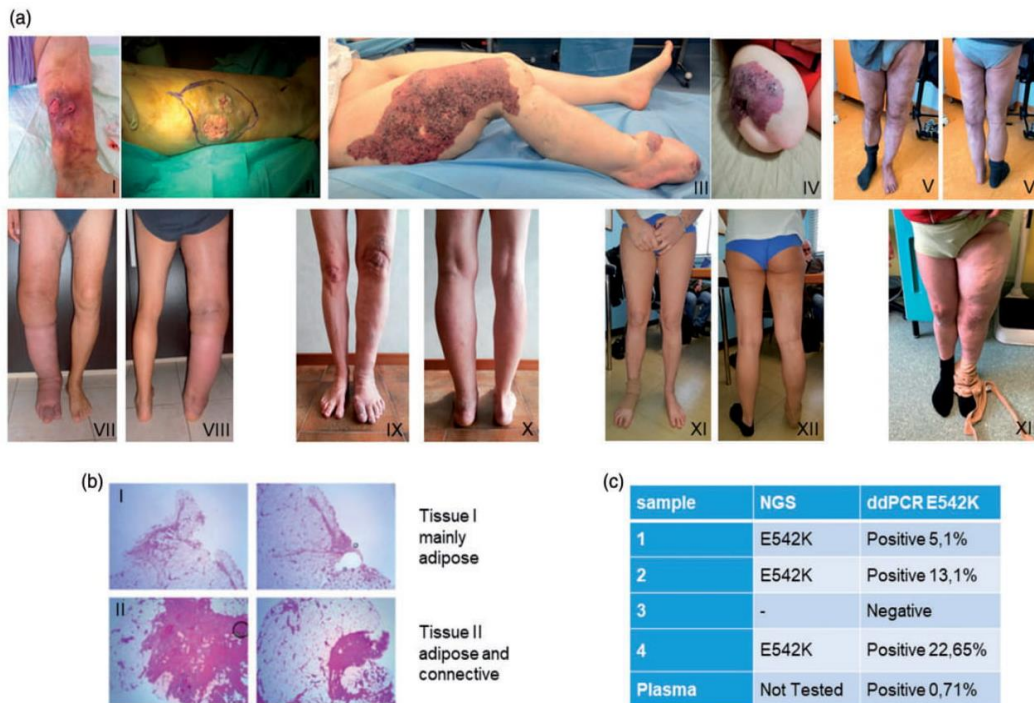 (a)
I
II
III
IV
V
V
VII
VIII
IX
X
XI
XII
XI
(b)
I
Tissue I
mainly
adipose
II
Tissue II
adipose and
connective
(c)
sample NGS ddPCR E542K
1 E542K Positive 5,1%
2 E542K Positive 13,1%
3 - Negative
4 E542K Positive 22,65%
Plasma Not Tested Positive 0,71%